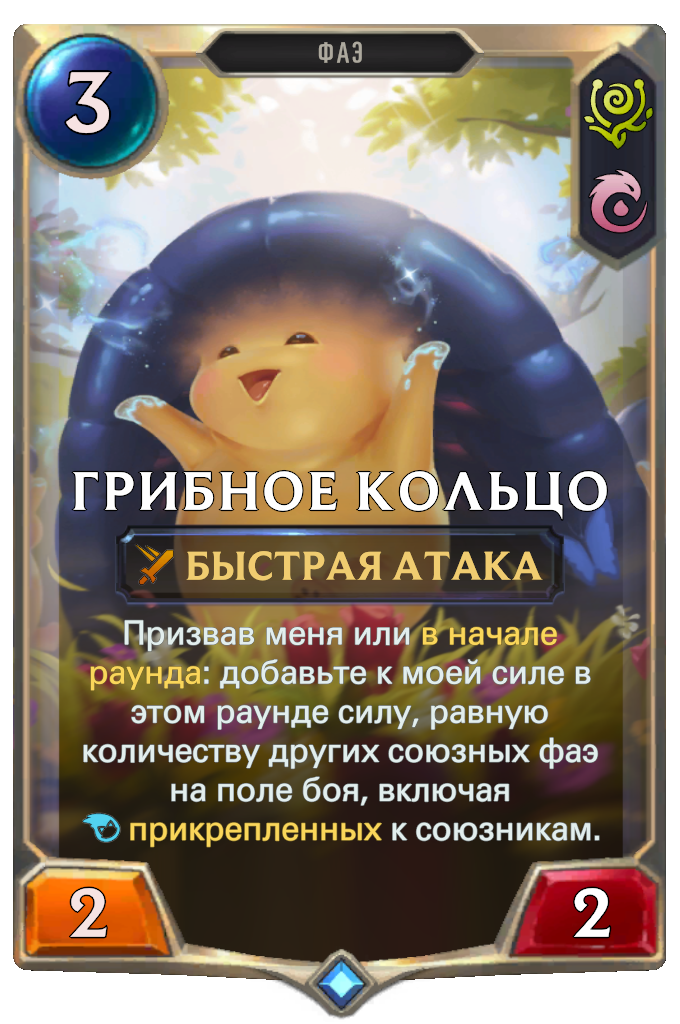 3
ФАЭ
ГРИБНОЕ КОЛЬЦО
БЫСТРАЯ АТАКА
Призвав меня или в начале
раунда: добавьте к моей силе в
этом раунде силу, равную
количеству других союзных фаэ
на поле боя, включая
прикрепленных к союзникам.
2
2